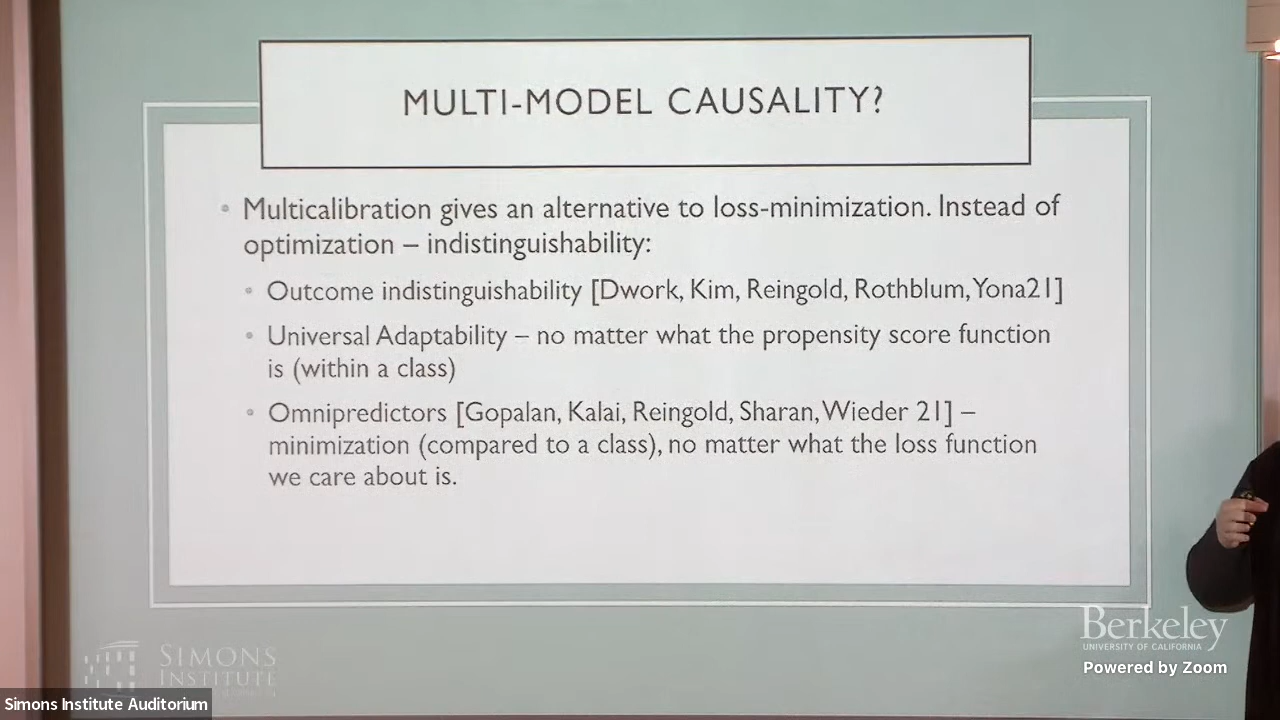 MULTI-MODEL CAUSALITY?
Multicalibration gives an alternative to loss-minimization. Instead of
optimization – indistinguishability:
Outcome indistinguishability [Dwork, Kim, Reingold, Rothblum, Yona21]
Universal Adaptability – no matter what the propensity score function
is (within a class)
Omnipredictors [Gopalan, Kalai, Reingold, Sharan, Wieder 21] –
minimization (compared to a class), no matter what the loss function
we care about is.
SIMONS
INSTITUTE
Berkeley
UNIVERSITY OF CALIFORNIA
Powered by Zoom
Simons Institute Auditorium